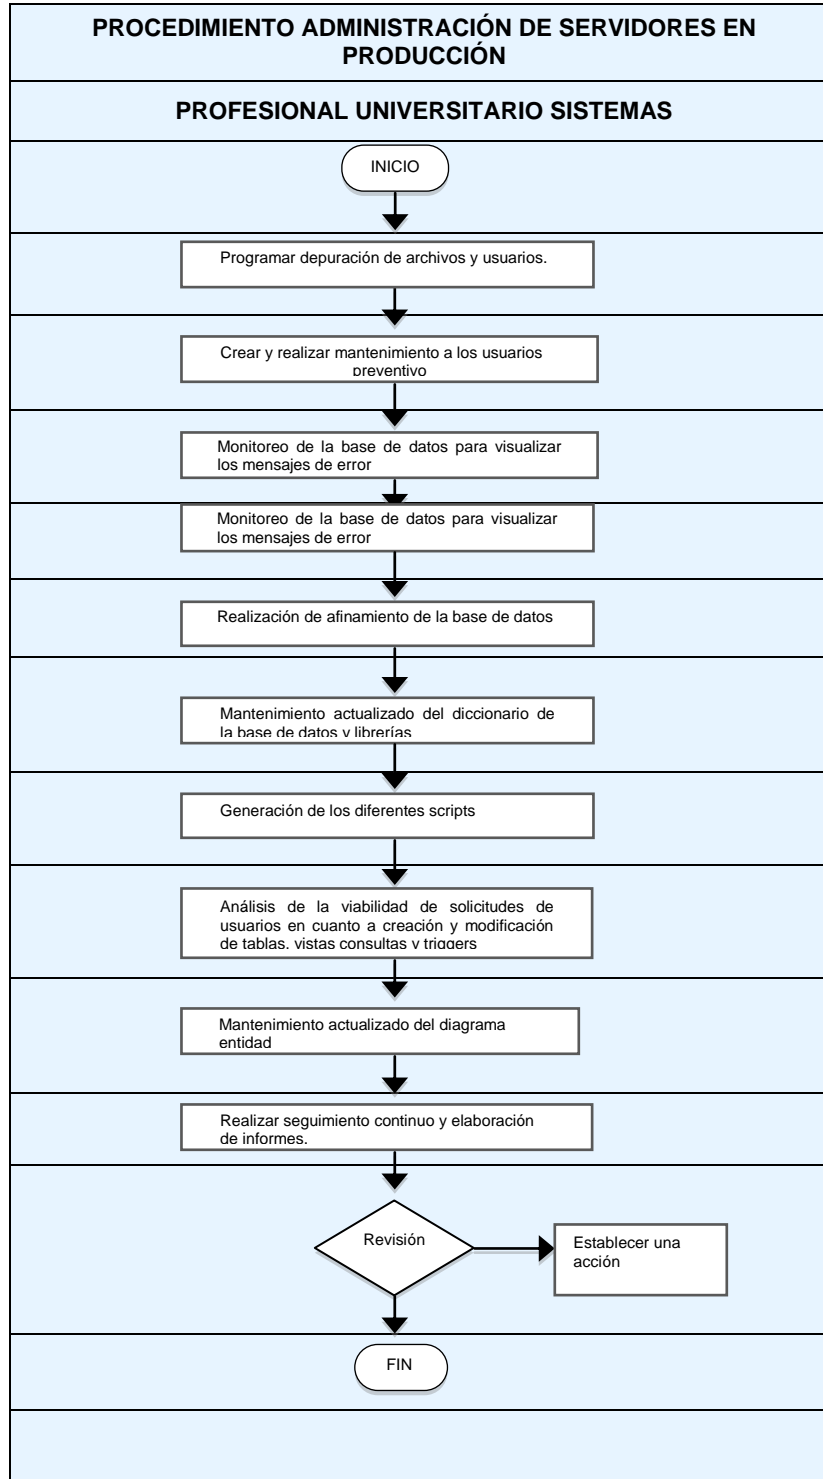 PROCEDIMIENTO ADMINISTRACIÓN DE SERVIDORES EN
PRODUCCIÓN
PROFESIONAL UNIVERSITARIO SISTEMAS
INICIO
Programar depuración de archivos y usuarios.
Crear y realizar mantenimiento a los usuarios
preventivo
Monitoreo de la base de datos para visualizar
los mensajes de error
Monitoreo de la base de datos para visualizar
los mensajes de error
Realización de afinamiento de la base de datos
Mantenimiento actualizado del diccionario de
la base de datos y librerías
Generación de los diferentes scripts
Análisis de la viabilidad de solicitudes de
usuarios en cuanto a creación y modificación
de tablas, vistas consultas y triggers
Mantenimiento actualizado del diagrama
entidad
Realizar seguimiento continuo y elaboración
de informes.
Revisión
Establecer una
acción
FIN